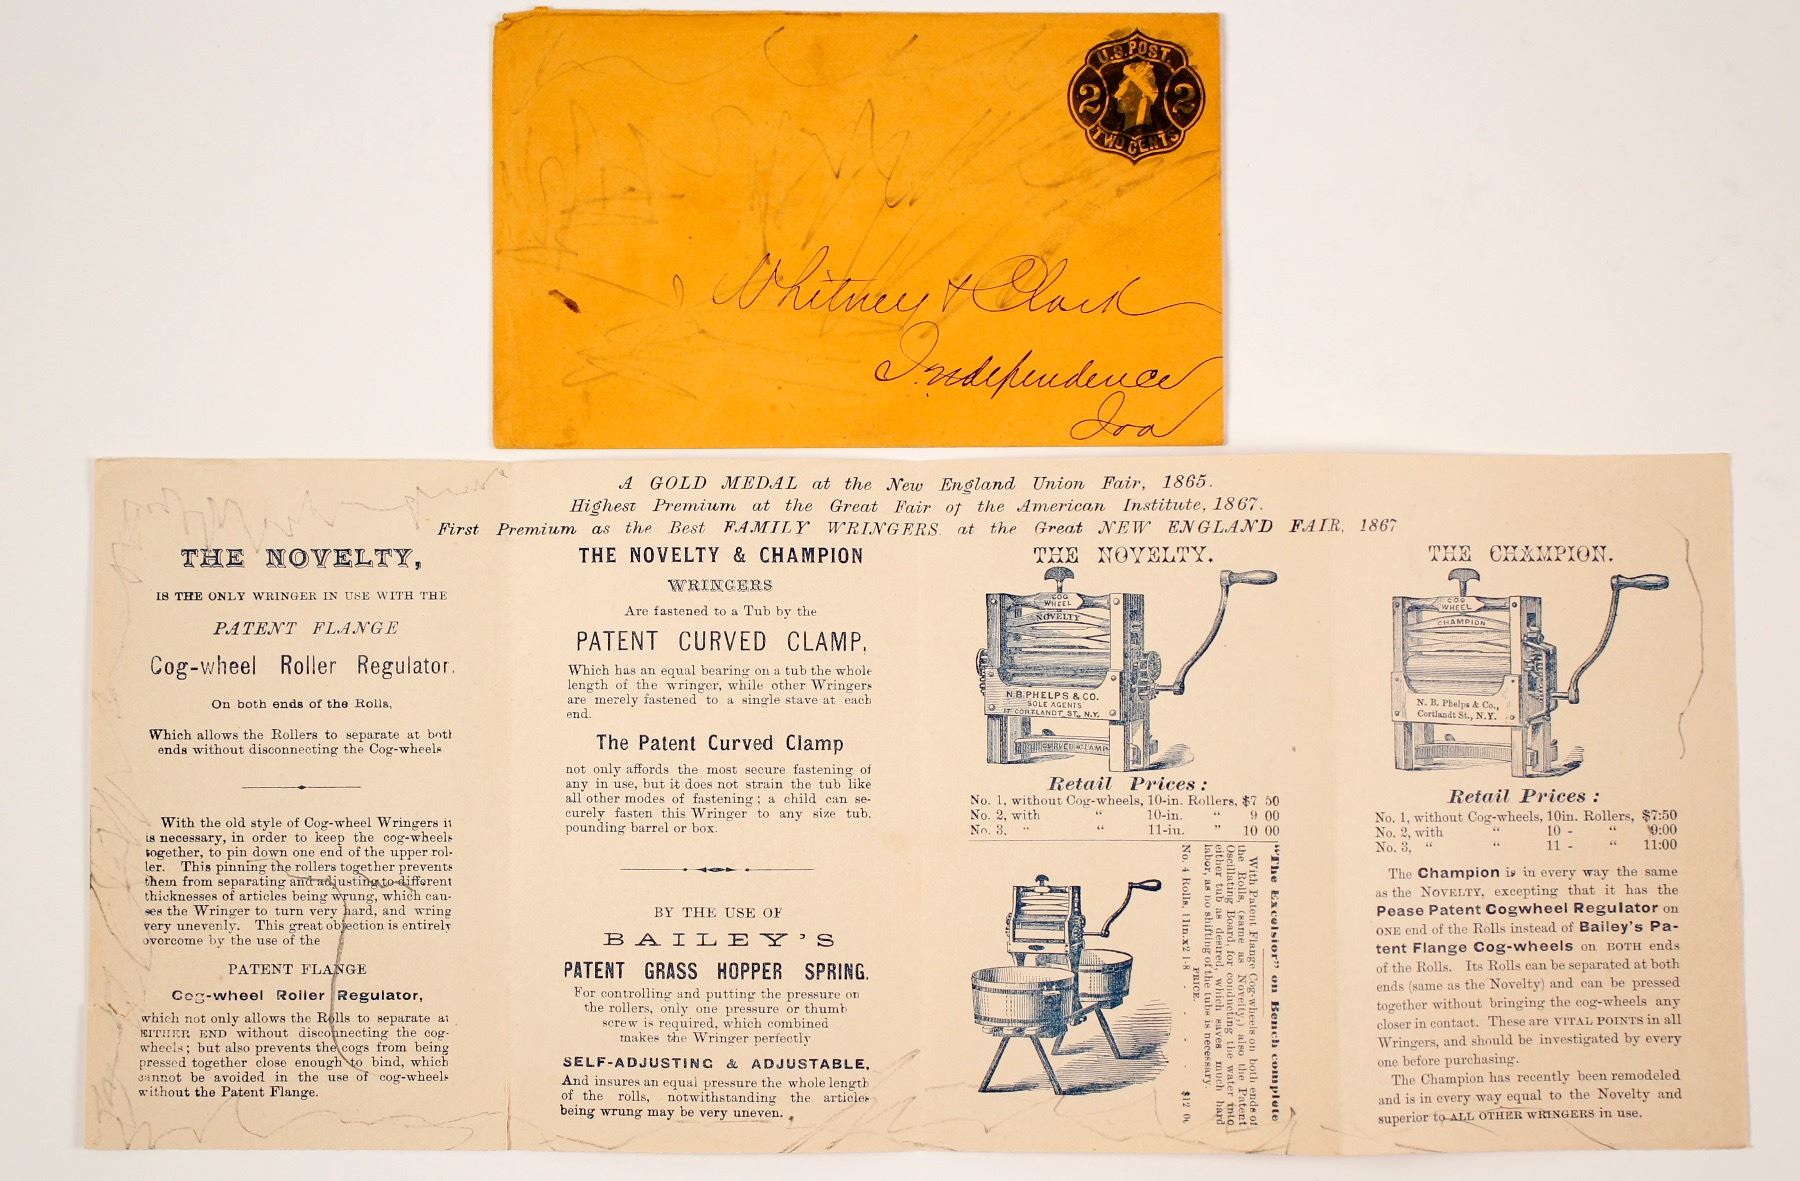 U.S. POST.
2 2
TWO CENTS
Whitney & Clark
Independence
Ioa
A GOLD MEDAL at the New England Union Fair, 1865.
Highest Premium at the Great Fair of the American Institute, 1867.
First Premium as the Best FAMILY WRINGERS at the Great NEW ENGLAND FAIR, 1867
THE NOVELTY,
IS THE ONLY WRINGER IN USE WITH THE
PATENT FLANGE
Cog-wheel Roller Regulator.
On both ends of the Rolls,
Which allows the Rollers to separate at both
ends without disconnecting the Cog-wheels
With the old style of Cog-wheel Wringers it
is necessary, in order to keep the cog-wheels
together, to pin down one end of the upper rol-
ler. This pinning the rollers together prevents
them from separating and adjusting to different
thicknesses of articles being wrung, which cau-
ses the Wringer to turn very hard, and wring
very unevenly. This great objection is entirely
overcome by the use of the
PATENT FLANGE
Cog-wheel Roller Regulator,
which not only allows the Rolls to separate at
EITHER END without disconnecting the cog-
wheels; but also prevents the cogs from being
pressed together close enough to bind, which
cannot be avoided in the use of cog-wheels
without the Patent Flange.
THE NOVELTY & CHAMPION
WRINGERS
Are fastened to a Tub by the
PATENT CURVED CLAMP,
Which has an equal bearing on a tub the whole
length of the wringer, while other Wringers
are merely fastened to a single stave at each
end.
The Patent Curved Clamp
not only affords the most secure fastening of
any in use, but it does not strain the tub like
all other modes of fastening; a child can se-
curely fasten this Wringer to any size tub,
pounding barrel or box.
BY THE USE OF
BAILEY'S
PATENT GRASS HOPPER SPRING.
For controlling and putting the pressure on
the rollers, only one pressure or thumb
screw is required, which combined
makes the Wringer perfectly
SELF-ADJUSTING & ADJUSTABLE,
And insures an equal pressure the whole length
of the rolls, notwithstanding the articles
being wrung may be very uneven.
THE NOVELTY.
COG
WHEEL
NOVELTY
N.B. PHELPS & CO.
SOLE AGENTS
17 CORTLANDT ST., N.Y.
CURVED CLAMP
Retail Prices:
No. 1, without Cog-wheels, 10-in. Rollers, $7 50
No. 2, with " 10-in. " 9 00
No. 3, " " 11-in. " 10 00
"The Excelsior" on Bench complete
With Patent Flange Cog-wheels on both ends of
the Rolls, (same as Novelty,) also the Patent
Oscillating Board, for conducting the water into
either tub as desired, which saves much hard
labor, as no shifting of the tubs is necessary
PRICE.
No. 4 Rolls, 11in.x2 1-8 - - - $12 00
THE CHAMPION.
COG
WHEEL
CHAMPION
N. B. Phelps & Co.,
Cortlandt St., N.Y.
Retail Prices:
No. 1, without Cog-wheels, 10in. Rollers, $7:50
No. 2, with " 10 - " 9:00
No. 3, " " 11 - " 11:00
The Champion is in every way the same
as the NOVELTY, excepting that it has the
Pease Patent Cogwheel Regulator on
ONE end of the Rolls instead of Bailey's Pa-
tent Flange Cog-wheels on BOTH ends
of the Rolls. Its Rolls can be separated at both
ends (same as the Novelty) and can be pressed
together without bringing the cog-wheels any
closer in contact. These are VITAL POINTS in all
Wringers, and should be investigated by every
one before purchasing.
The Champion has recently been remodeled
and is in every way equal to the Novelty and
superior to ALL OTHER WRINGERS in use.